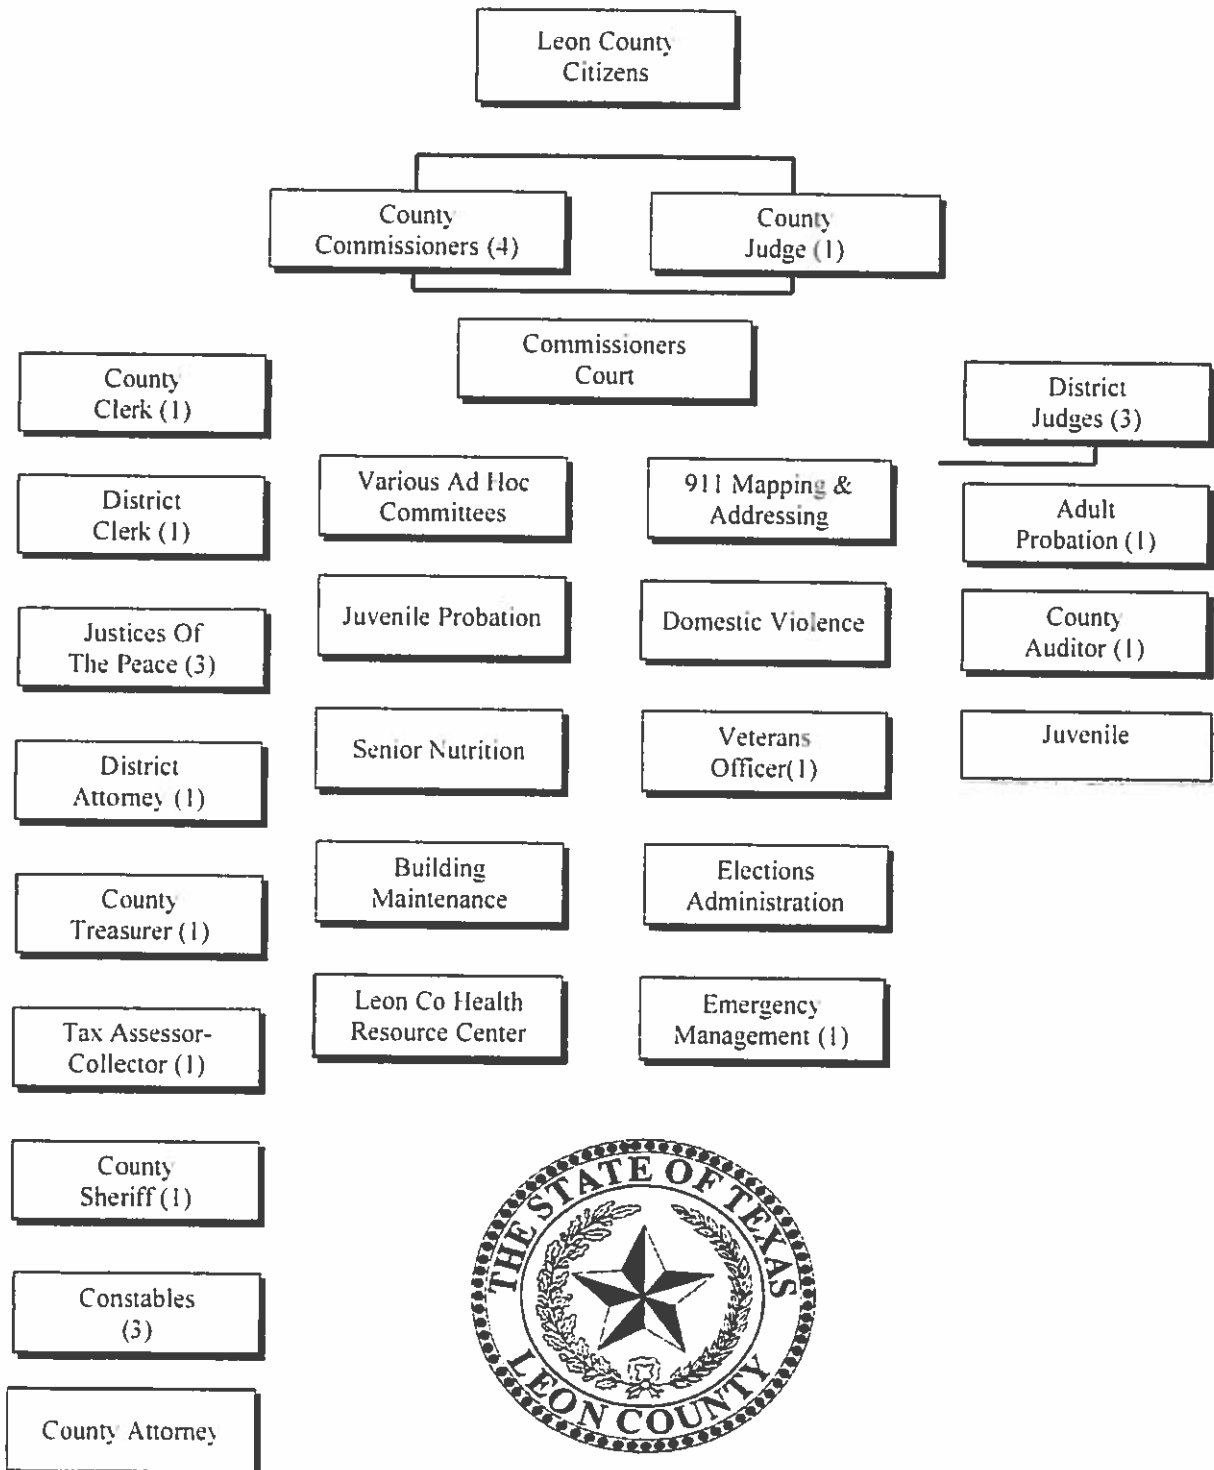 Leon County
Citizens
County
Commissioners (4)
County
Judge (1)
Commissioners
Court
County
Clerk (1)
District
Clerk (1)
Justices Of
The Peace (3)
District
Attorney (1)
County
Treasurer (1)
Tax Assessor-
Collector (1)
County
Sheriff (1)
Constables
(3)
County Attorney
Various Ad Hoc
Committees
Juvenile Probation
Senior Nutrition
Building
Maintenance
Leon Co Health
Resource Center
911 Mapping &
Addressing
Domestic Violence
Veterans
Officer(1)
Elections
Administration
Emergency
Management (1)
District
Judges (3)
Adult
Probation (1)
County
Auditor (1)
Juvenile
THE STATE OF TEXAS
LEON COUNTY